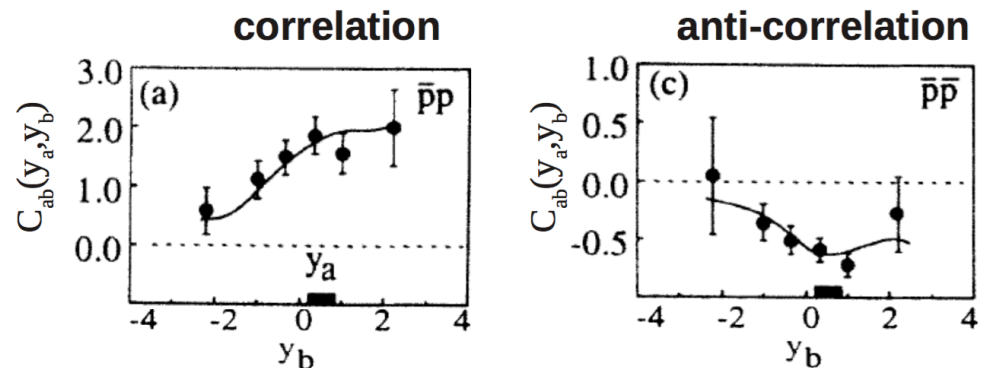 correlation
anti-correlation
3.0
2.0
1.0
0.0
C_ab(y_a,y_b)
(a)
p̄p
y_a
-4
-2
0
2
4
y_b
1.0
0.5
0.0
-0.5
C_ab(y_a,y_b)
(c)
p̄p̄
-4
-2
0
2
4
y_b